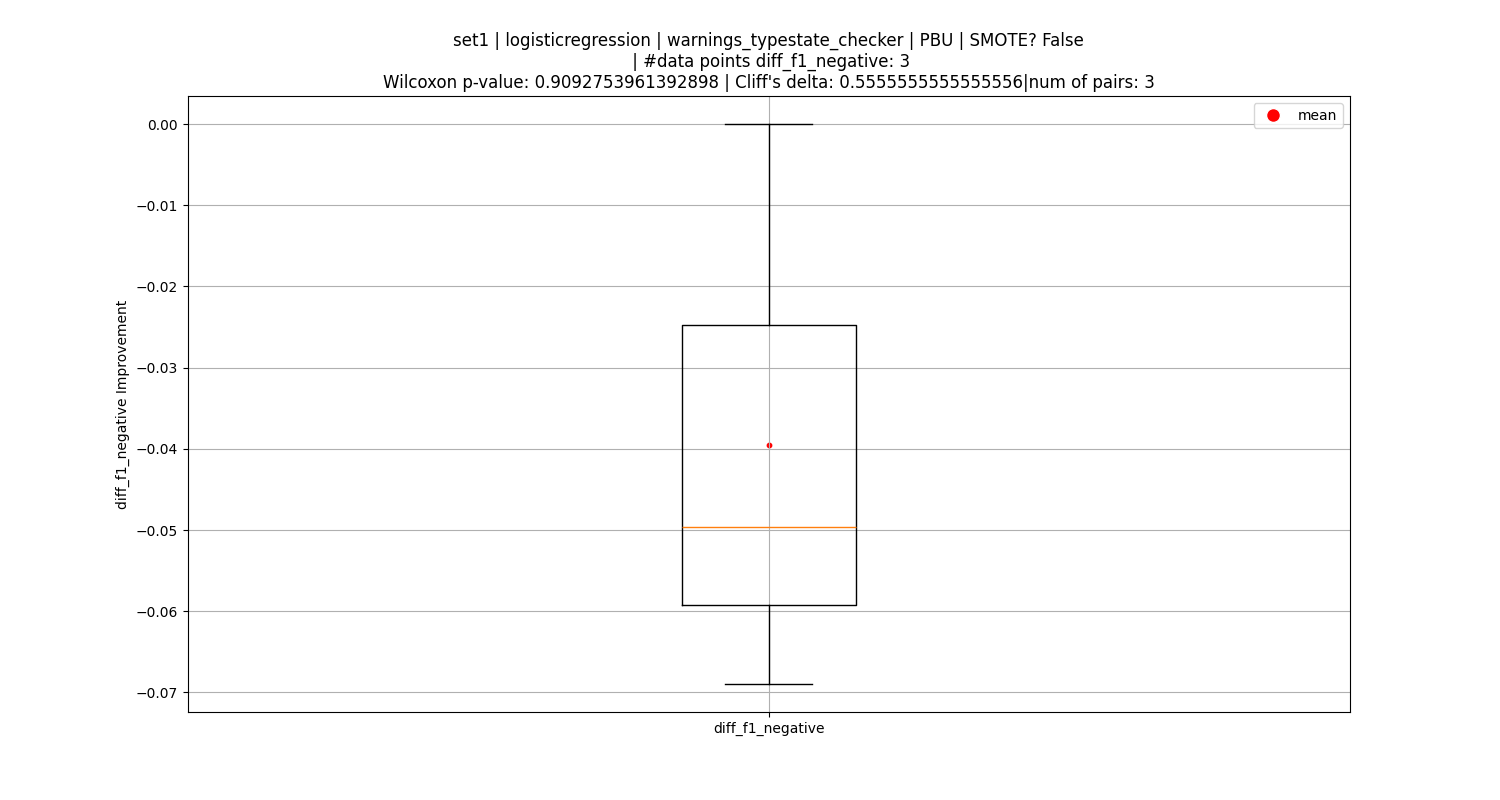 set1 | logisticregression | warnings_typestate_checker | PBU | SMOTE? False
| #data points diff_f1_negative: 3
Wilcoxon p-value: 0.9092753961392898 | Cliff's delta: 0.5555555555555556|num of pairs: 3
mean
0.00
−0.01
−0.02
−0.03
−0.04
−0.05
−0.06
−0.07
diff_f1_negative Improvement
diff_f1_negative